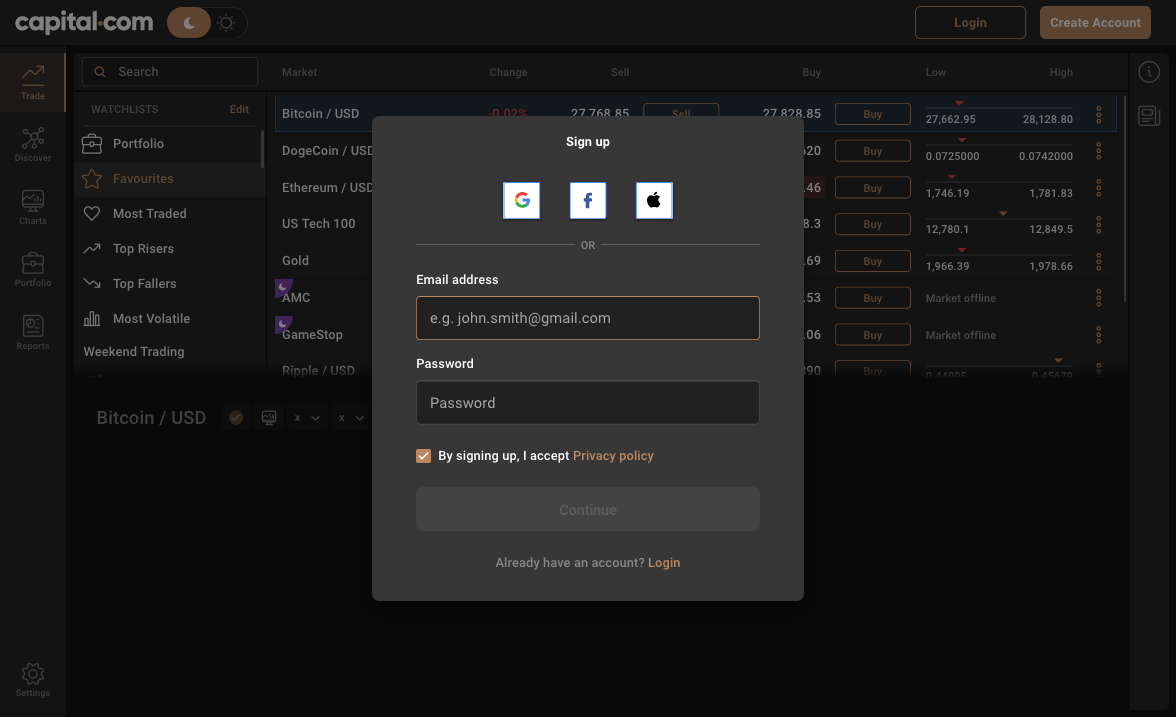 capital.com
Login
Create Account
Trade
Discover
Charts
Portfolio
Reports
Settings
Search
WATCHLISTS Edit
Portfolio
Favourites
Most Traded
Top Risers
Top Fallers
Most Volatile
Weekend Trading
Market Change Sell Buy Low High
Bitcoin / USD -0.02% 27,768.85 Sell 27,828.85 Buy 27,662.95 28,128.80
DogeCoin / USD 620 Buy 0.0725000 0.0742000
Ethereum / USD .46 Buy 1,746.19 1,781.83
US Tech 100 8.3 Buy 12,780.1 12,849.5
Gold .69 Buy 1,966.39 1,978.66
AMC .53 Buy Market offline
GameStop .06 Buy Market offline
Ripple / USD Buy 0.44095 0.45679
Bitcoin / USD x x
Sign up
OR
Email address
e.g. john.smith@gmail.com
Password
Password
By signing up, I accept Privacy policy
Continue
Already have an account? Login